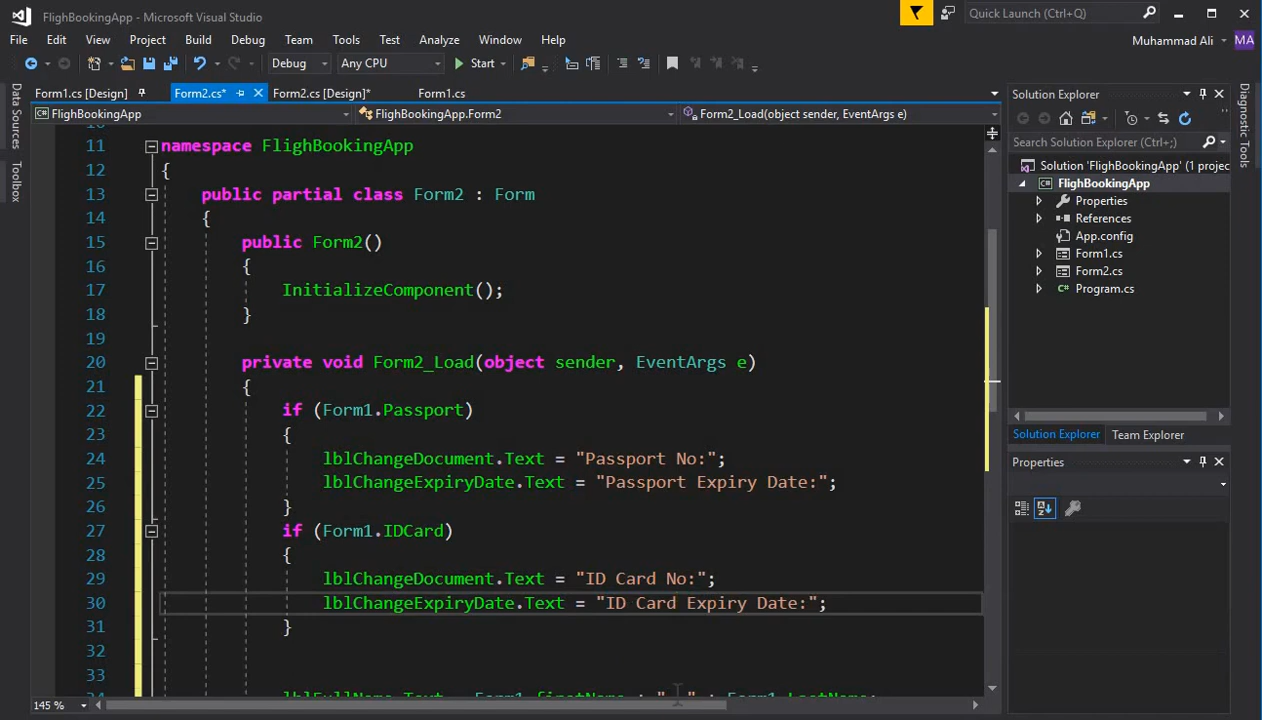 FlighBookingApp - Microsoft Visual Studio
Quick Launch (Ctrl+Q)
File Edit View Project Build Debug Team Tools Test Analyze Window Help
Muhammad Ali MA
Debug Any CPU Start
Form1.cs [Design] Form2.cs* Form2.cs [Design]* Form1.cs
FlighBookingApp FlighBookingApp.Form2 Form2_Load(object sender, EventArgs e)
Data Sources
Toolbox
11 namespace FlighBookingApp
12 {
13 public partial class Form2 : Form
14 {
15 public Form2()
16 {
17 InitializeComponent();
18 }
19
20 private void Form2_Load(object sender, EventArgs e)
21 {
22 if (Form1.Passport)
23 {
24 lblChangeDocument.Text = "Passport No:";
25 lblChangeExpiryDate.Text = "Passport Expiry Date:";
26 }
27 if (Form1.IDCard)
28 {
29 lblChangeDocument.Text = "ID Card No:";
30 lblChangeExpiryDate.Text = "ID Card Expiry Date:";
31 }
32
33
145 %
Solution Explorer
Search Solution Explorer (Ctrl+;)
Solution 'FlighBookingApp' (1 projec
FlighBookingApp
Properties
References
App.config
Form1.cs
Form2.cs
Program.cs
Solution Explorer Team Explorer
Properties
Diagnostic Tools